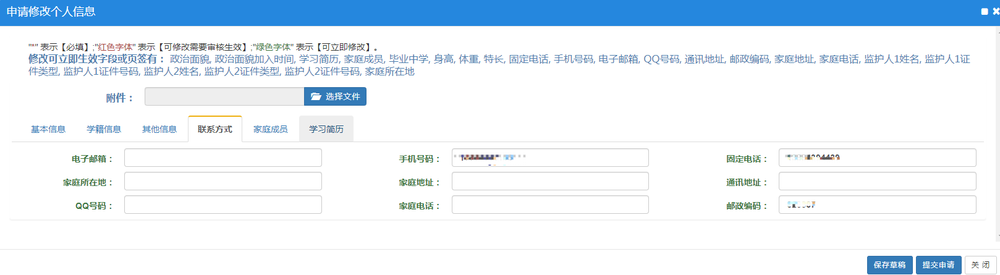 申请修改个人信息
"*" 表示【必填】;"红色字体" 表示【可修改需要审核生效】;"绿色字体" 表示【可立即修改】。
修改可立即生效字段或页签有： 政治面貌, 政治面貌加入时间, 学习简历, 家庭成员, 毕业中学, 身高, 体重, 特长, 固定电话, 手机号码, 电子邮箱, QQ号码, 通讯地址, 邮政编码, 家庭地址, 家庭电话, 监护人1姓名, 监护人1证
件类型, 监护人1证件号码, 监护人2姓名, 监护人2证件类型, 监护人2证件号码, 家庭所在地
附件： 选择文件
基本信息 学籍信息 其他信息 联系方式 家庭成员 学习简历
电子邮箱： 手机号码： 固定电话：
家庭所在地： 家庭地址： 通讯地址：
QQ号码： 家庭电话： 邮政编码：
保存草稿 提交申请 关 闭